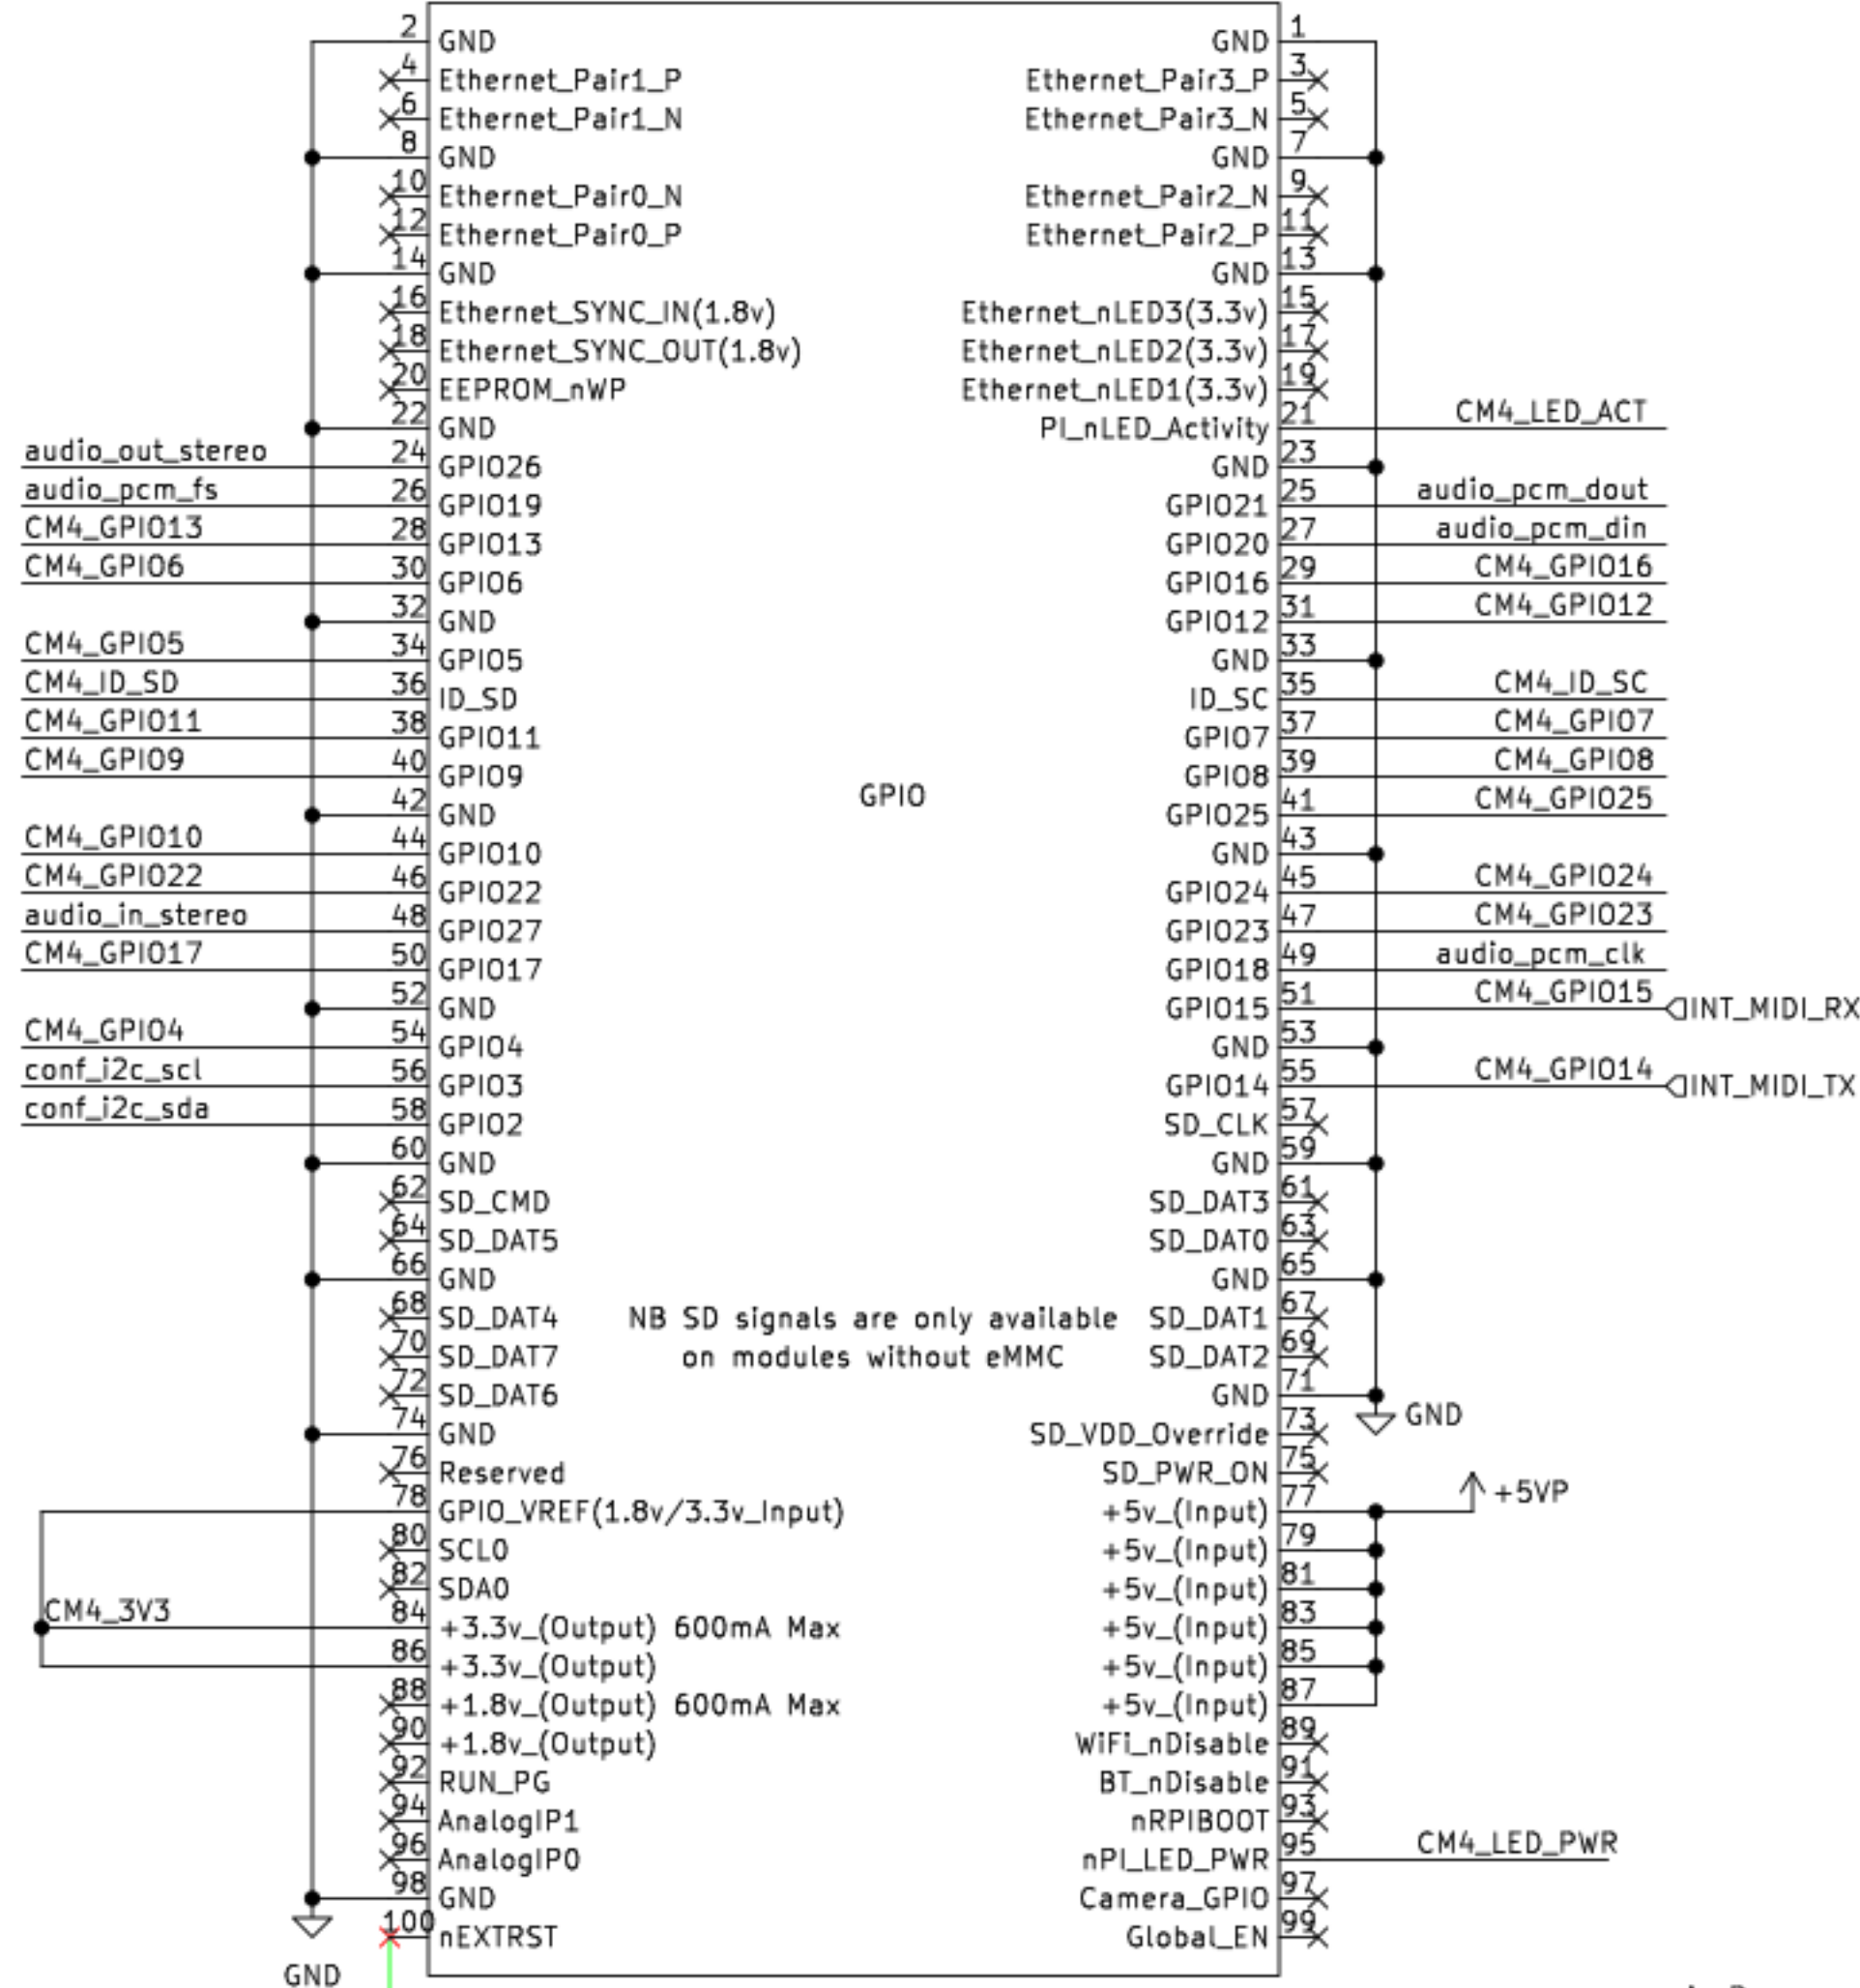 2 GND GND 1
4 Ethernet_Pair1_P Ethernet_Pair3_P 3
6 Ethernet_Pair1_N Ethernet_Pair3_N 5
8 GND GND 7
10 Ethernet_Pair0_N Ethernet_Pair2_N 9
12 Ethernet_Pair0_P Ethernet_Pair2_P 11
14 GND GND 13
16 Ethernet_SYNC_IN(1.8v) Ethernet_nLED3(3.3v) 15
18 Ethernet_SYNC_OUT(1.8v) Ethernet_nLED2(3.3v) 17
20 EEPROM_nWP Ethernet_nLED1(3.3v) 19
22 GND PI_nLED_Activity 21 CM4_LED_ACT
audio_out_stereo 24 GPIO26 GND 23
audio_pcm_fs 26 GPIO19 GPIO21 25 audio_pcm_dout
CM4_GPIO13 28 GPIO13 GPIO20 27 audio_pcm_din
CM4_GPIO6 30 GPIO6 GPIO16 29 CM4_GPIO16
32 GND GPIO12 31 CM4_GPIO12
CM4_GPIO5 34 GPIO5 GND 33
CM4_ID_SD 36 ID_SD ID_SC 35 CM4_ID_SC
CM4_GPIO11 38 GPIO11 GPIO7 37 CM4_GPIO7
CM4_GPIO9 40 GPIO9 GPIO8 39 CM4_GPIO8
GPIO
42 GND GPIO25 41 CM4_GPIO25
CM4_GPIO10 44 GPIO10 GND 43
CM4_GPIO22 46 GPIO22 GPIO24 45 CM4_GPIO24
audio_in_stereo 48 GPIO27 GPIO23 47 CM4_GPIO23
CM4_GPIO17 50 GPIO17 GPIO18 49 audio_pcm_clk
52 GND GPIO15 51 CM4_GPIO15 INT_MIDI_RX
CM4_GPIO4 54 GPIO4 GND 53
conf_i2c_scl 56 GPIO3 GPIO14 55 CM4_GPIO14 INT_MIDI_TX
conf_i2c_sda 58 GPIO2 SD_CLK 57
60 GND GND 59
62 SD_CMD SD_DAT3 61
64 SD_DAT5 SD_DAT0 63
66 GND GND 65
68 SD_DAT4 NB SD signals are only available SD_DAT1 67
70 SD_DAT7 on modules without eMMC SD_DAT2 69
72 SD_DAT6 GND 71
GND
74 GND SD_VDD_Override 73
76 Reserved SD_PWR_ON 75
+5VP
78 GPIO_VREF(1.8v/3.3v_Input) +5v_(Input) 77
80 SCL0 +5v_(Input) 79
82 SDA0 +5v_(Input) 81
CM4_3V3 84 +3.3v_(Output) 600mA Max +5v_(Input) 83
86 +3.3v_(Output) +5v_(Input) 85
88 +1.8v_(Output) 600mA Max +5v_(Input) 87
90 +1.8v_(Output) WiFi_nDisable 89
92 RUN_PG BT_nDisable 91
94 AnalogIP1 nRPIBOOT 93
96 AnalogIP0 nPI_LED_PWR 95 CM4_LED_PWR
98 GND Camera_GPIO 97
100 nEXTRST Global_EN 99
GND